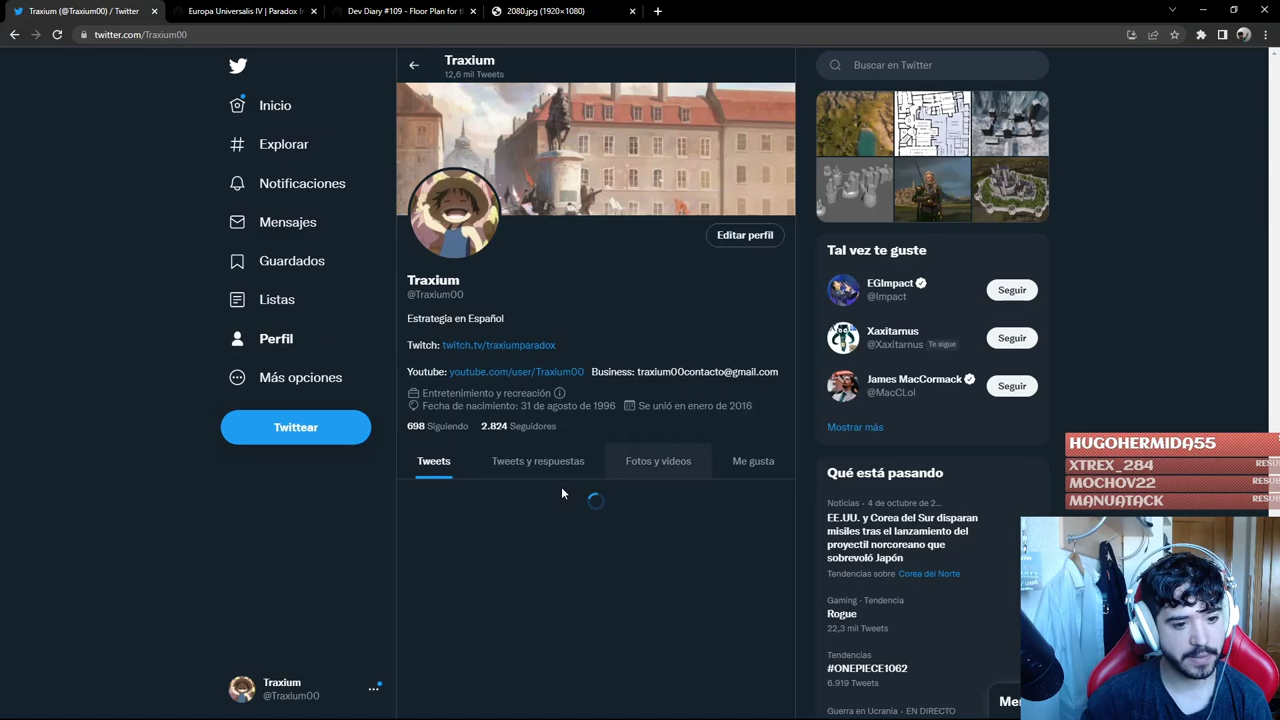 Traxium (@Traxium00) / Twitter
Europa Universalis IV | Paradox In
Dev Diary #109 - Floor Plan for th
2080.jpg (1920×1080)
twitter.com/Traxium00
Inicio
Explorar
Notificaciones
Mensajes
Guardados
Listas
Perfil
Más opciones
Twittear
Traxium
@Traxium00
Traxium
12,6 mil Tweets
Editar perfil
Traxium
@Traxium00
Estrategia en Español
Twitch: twitch.tv/traxiumparadox
Youtube: youtube.com/user/Traxium00 Business: traxium00contacto@gmail.com
Entretenimiento y recreación
Fecha de nacimiento: 31 de agosto de 1996 Se unió en enero de 2016
698 Siguiendo 2.824 Seguidores
Tweets Tweets y respuestas Fotos y videos Me gusta
Buscar en Twitter
Tal vez te guste
EGImpact
@Impact
Seguir
Xaxitarnus
@Xaxitarnus Te sigue
Seguir
James MacCormack
@MacCLol
Seguir
Mostrar más
Qué está pasando
Noticias · 4 de octubre de 2...
EE.UU. y Corea del Sur disparan
misiles tras el lanzamiento del
proyectil norcoreano que
sobrevoló Japón
Tendencias sobre Corea del Norte
Gaming · Tendencia
Rogue
22,3 mil Tweets
Tendencias
#ONEPIECE1062
6.919 Tweets
Guerra en Ucrania · EN DIRECTO
HUGOHERMIDA55
XTREX_284 RESUB
MOCHOV22 RESUB
MANUATACK RESUB